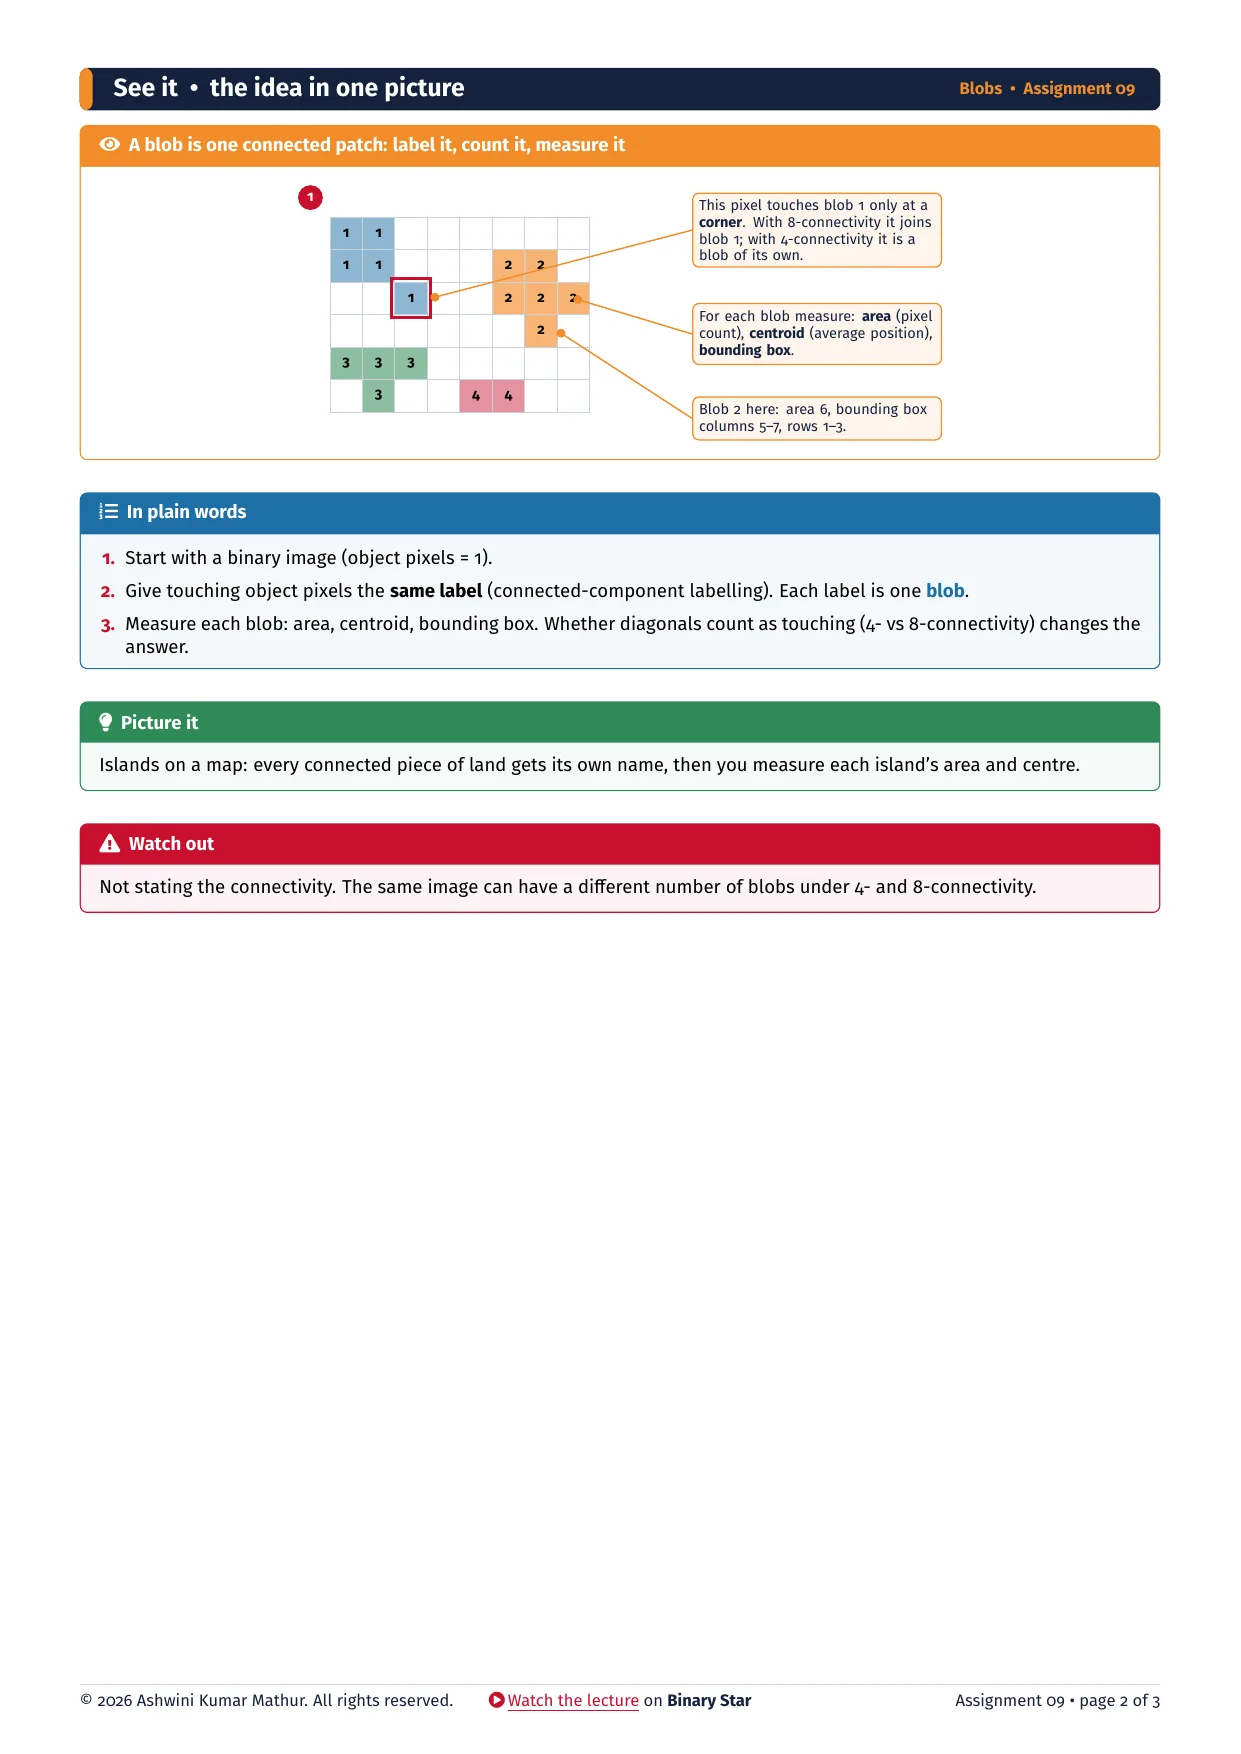 See it • the idea in one picture
Blobs • Assignment 09
A blob is one connected patch: label it, count it, measure it
1
1 1
1 1 2 2
1 2 2 2
2
3 3 3
3 4 4
This pixel touches blob 1 only at a
corner. With 8-connectivity it joins
blob 1; with 4-connectivity it is a
blob of its own.
For each blob measure: area (pixel
count), centroid (average position),
bounding box.
Blob 2 here: area 6, bounding box
columns 5–7, rows 1–3.
In plain words
1. Start with a binary image (object pixels = 1).
2. Give touching object pixels the same label (connected-component labelling). Each label is one blob.
3. Measure each blob: area, centroid, bounding box. Whether diagonals count as touching (4- vs 8-connectivity) changes the
answer.
Picture it
Islands on a map: every connected piece of land gets its own name, then you measure each island's area and centre.
Watch out
Not stating the connectivity. The same image can have a different number of blobs under 4- and 8-connectivity.
© 2026 Ashwini Kumar Mathur. All rights reserved.
Watch the lecture on Binary Star
Assignment 09 • page 2 of 3